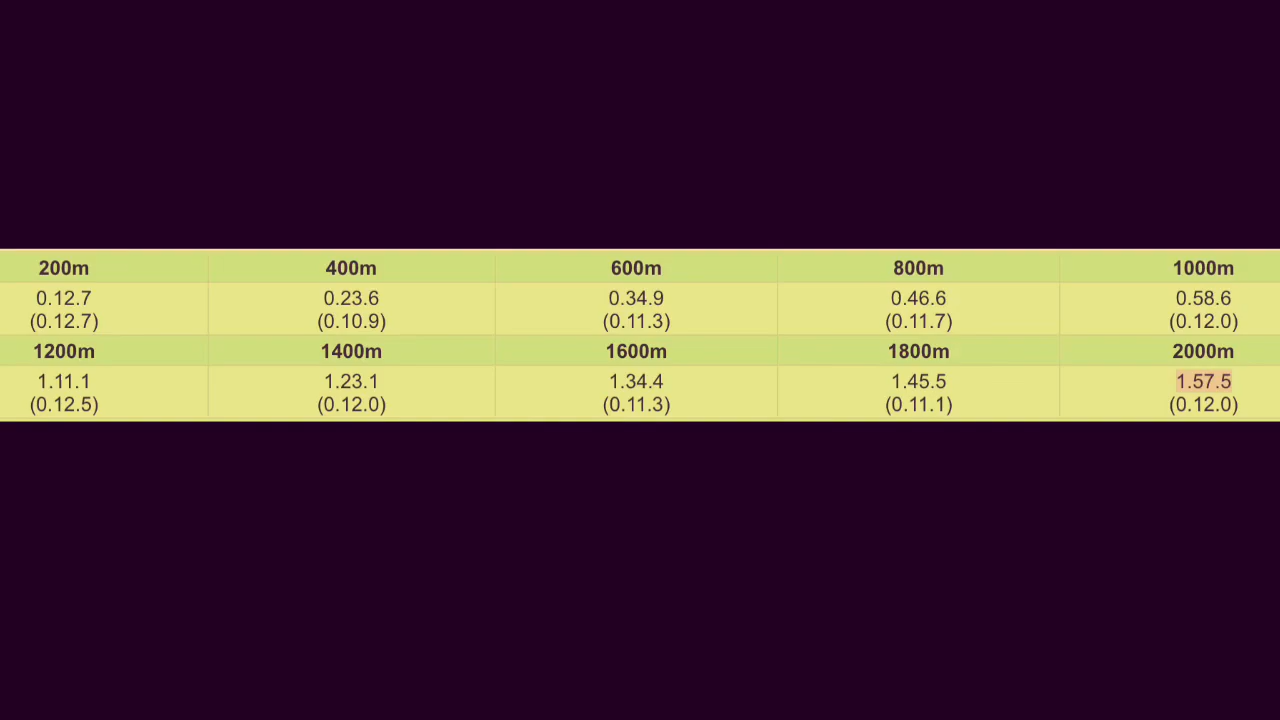 200m 400m 600m 800m 1000m
0.12.7 0.23.6 0.34.9 0.46.6 0.58.6
(0.12.7) (0.10.9) (0.11.3) (0.11.7) (0.12.0)
1200m 1400m 1600m 1800m 2000m
1.11.1 1.23.1 1.34.4 1.45.5 1.57.5
(0.12.5) (0.12.0) (0.11.3) (0.11.1) (0.12.0)